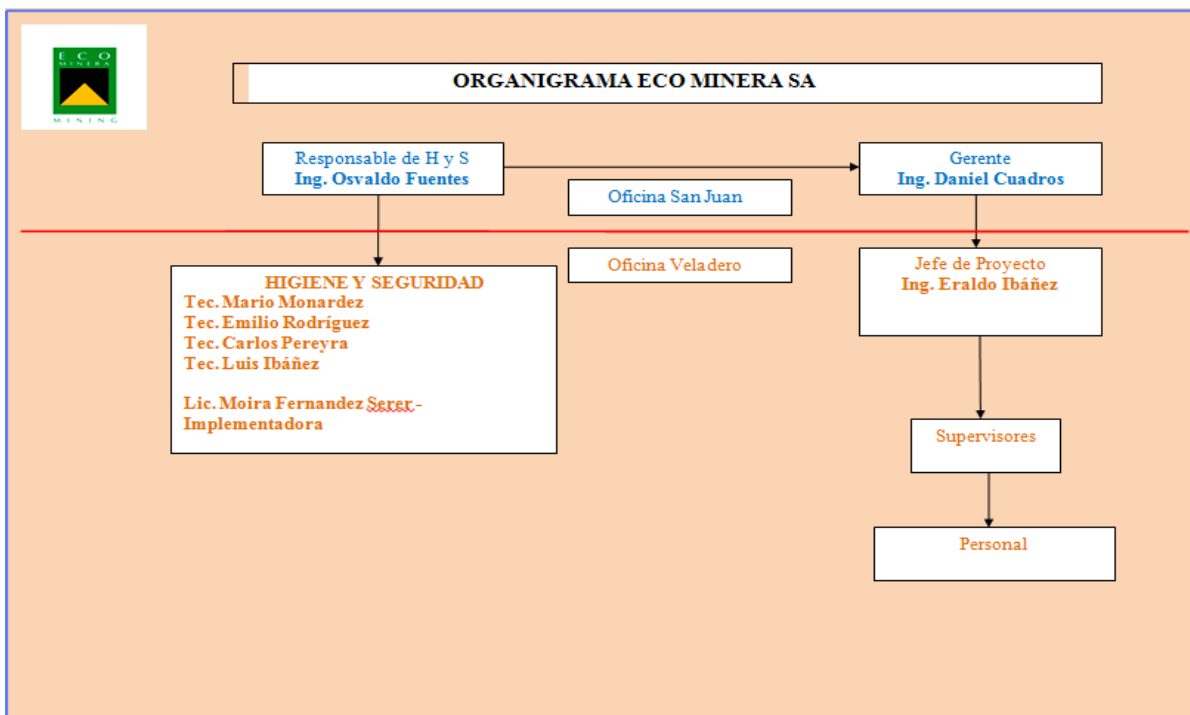 ECO
MINERA
MINING
ORGANIGRAMA ECO MINERA SA
Responsable de H y S
Ing. Osvaldo Fuentes
Gerente
Ing. Daniel Cuadros
Oficina San Juan
Oficina Veladero
HIGIENE Y SEGURIDAD
Tec. Mario Monardez
Tec. Emilio Rodríguez
Tec. Carlos Pereyra
Tec. Luis Ibáñez
Lic. Moira Fernandez Serer -
Implementadora
Jefe de Proyecto
Ing. Eraldo Ibáñez
Supervisores
Personal